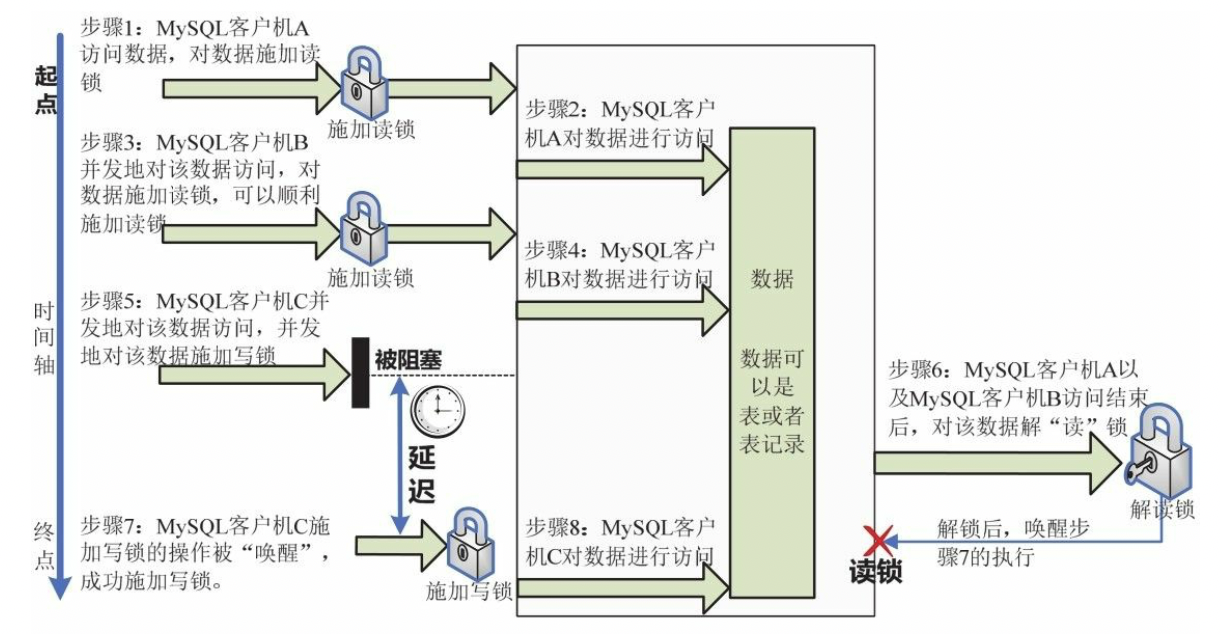 步骤1：MySQL客户机A
访问数据，对数据施加读
锁
起
点
施加读锁
步骤2：MySQL客户
机A对数据进行访问
步骤3：MySQL客户机B
并发地对该数据访问，对
数据施加读锁，可以顺利
施加读锁
施加读锁
步骤4：MySQL客户
机B对数据进行访问
数据
数据可
以是
表或者
表记录
时
间
轴
步骤5：MySQL客户机C并
发地对该数据访问，并发
地对该数据施加写锁
被阻塞
延
迟
步骤6：MySQL客户机A以
及MySQL客户机B访问结束
后，对该数据解“读”锁
解读锁
解锁后，唤醒步
骤7的执行
读锁
终
点
步骤7：MySQL客户机C施
加写锁的操作被“唤醒”，
成功施加写锁。
施加写锁
步骤8：MySQL客户
机C对数据进行访问